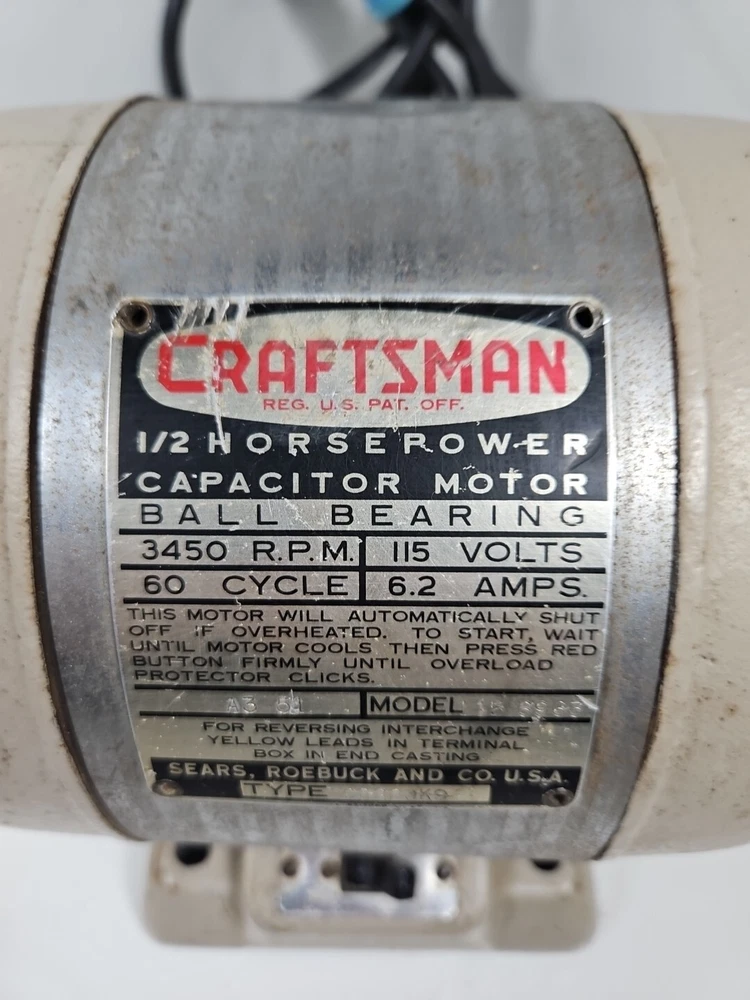 CRAFTSMAN
REG. U.S. PAT. OFF.
1/2 HORSEPOWER
CAPACITOR MOTOR
BALL BEARING
3450 R.P.M. 115 VOLTS
60 CYCLE 6.2 AMPS.
THIS MOTOR WILL AUTOMATICALLY SHUT
OFF IF OVERHEATED. TO START, WAIT
UNTIL MOTOR COOLS THEN PRESS RED
BUTTON FIRMLY UNTIL OVERLOAD
PROTECTOR CLICKS.
MODEL
FOR REVERSING INTERCHANGE
YELLOW LEADS IN TERMINAL
BOX IN END CASTING
SEARS, ROEBUCK AND CO. U.S.A.
TYPE